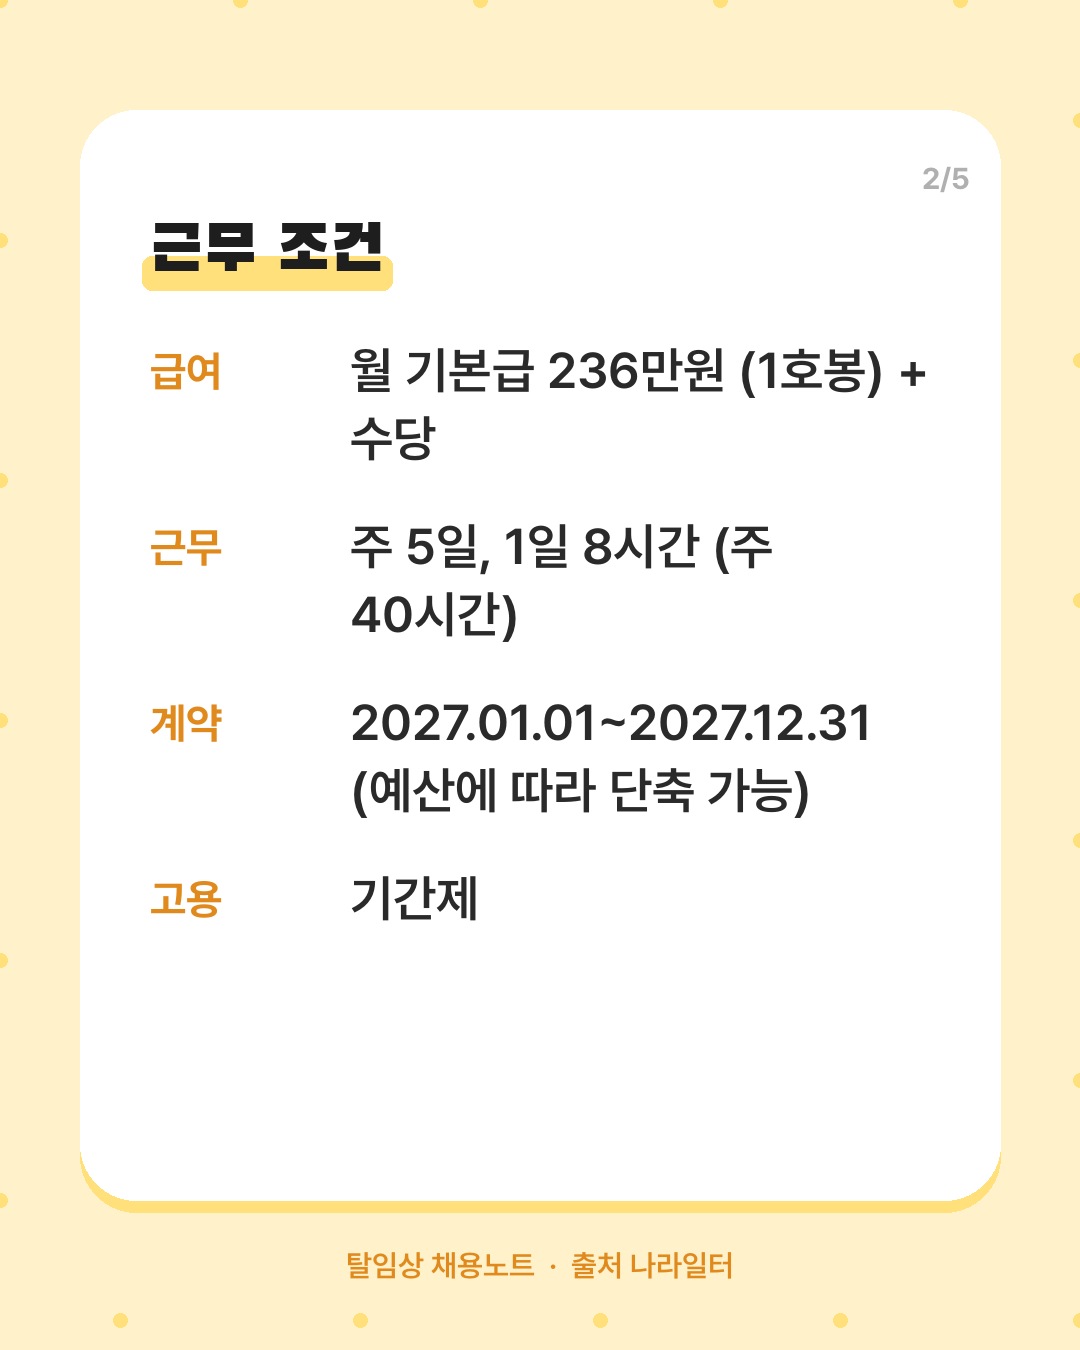 2/5
근무 조건
급여
월 기본급 236만원 (1호봉) +
수당
근무
주 5일, 1일 8시간 (주
40시간)
계약
2027.01.01~2027.12.31
(예산에 따라 단축 가능)
고용
기간제
탈임상 채용노트 · 출처 나라일터